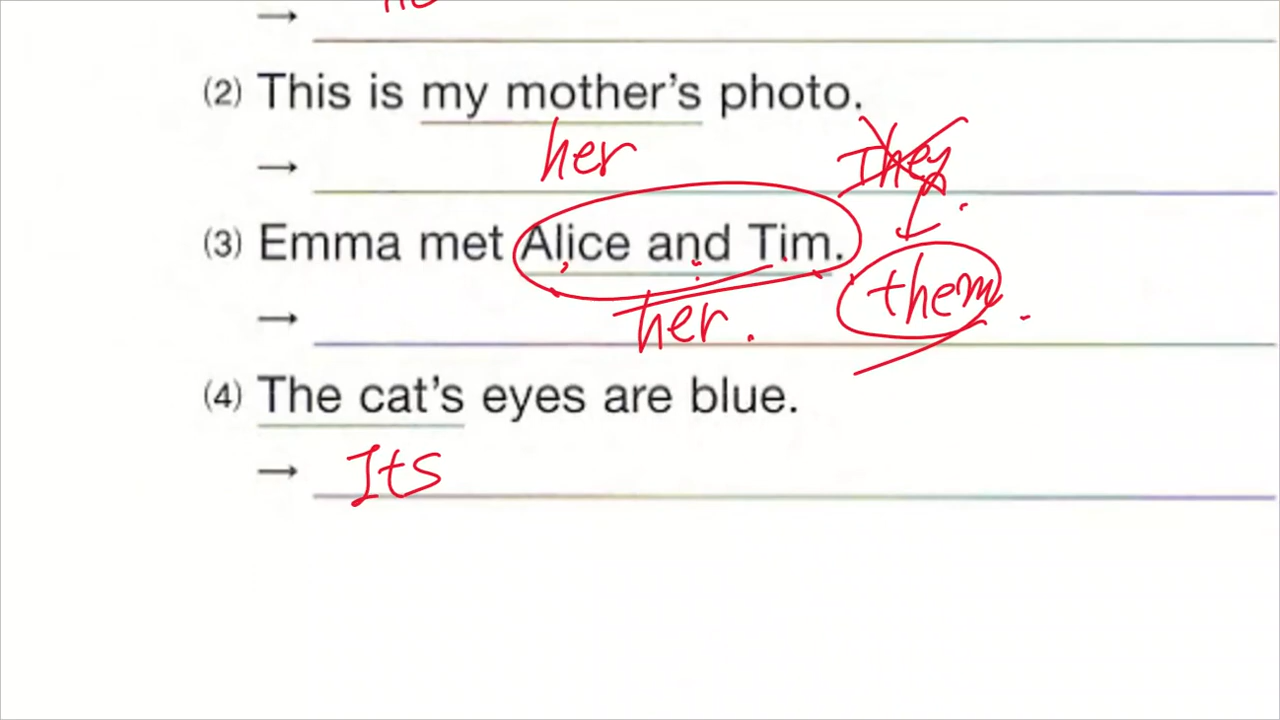 →
(2) This is my mother's photo.
→ her They
(3) Emma met Alice and Tim. them
→ her.
(4) The cat's eyes are blue.
→ Its